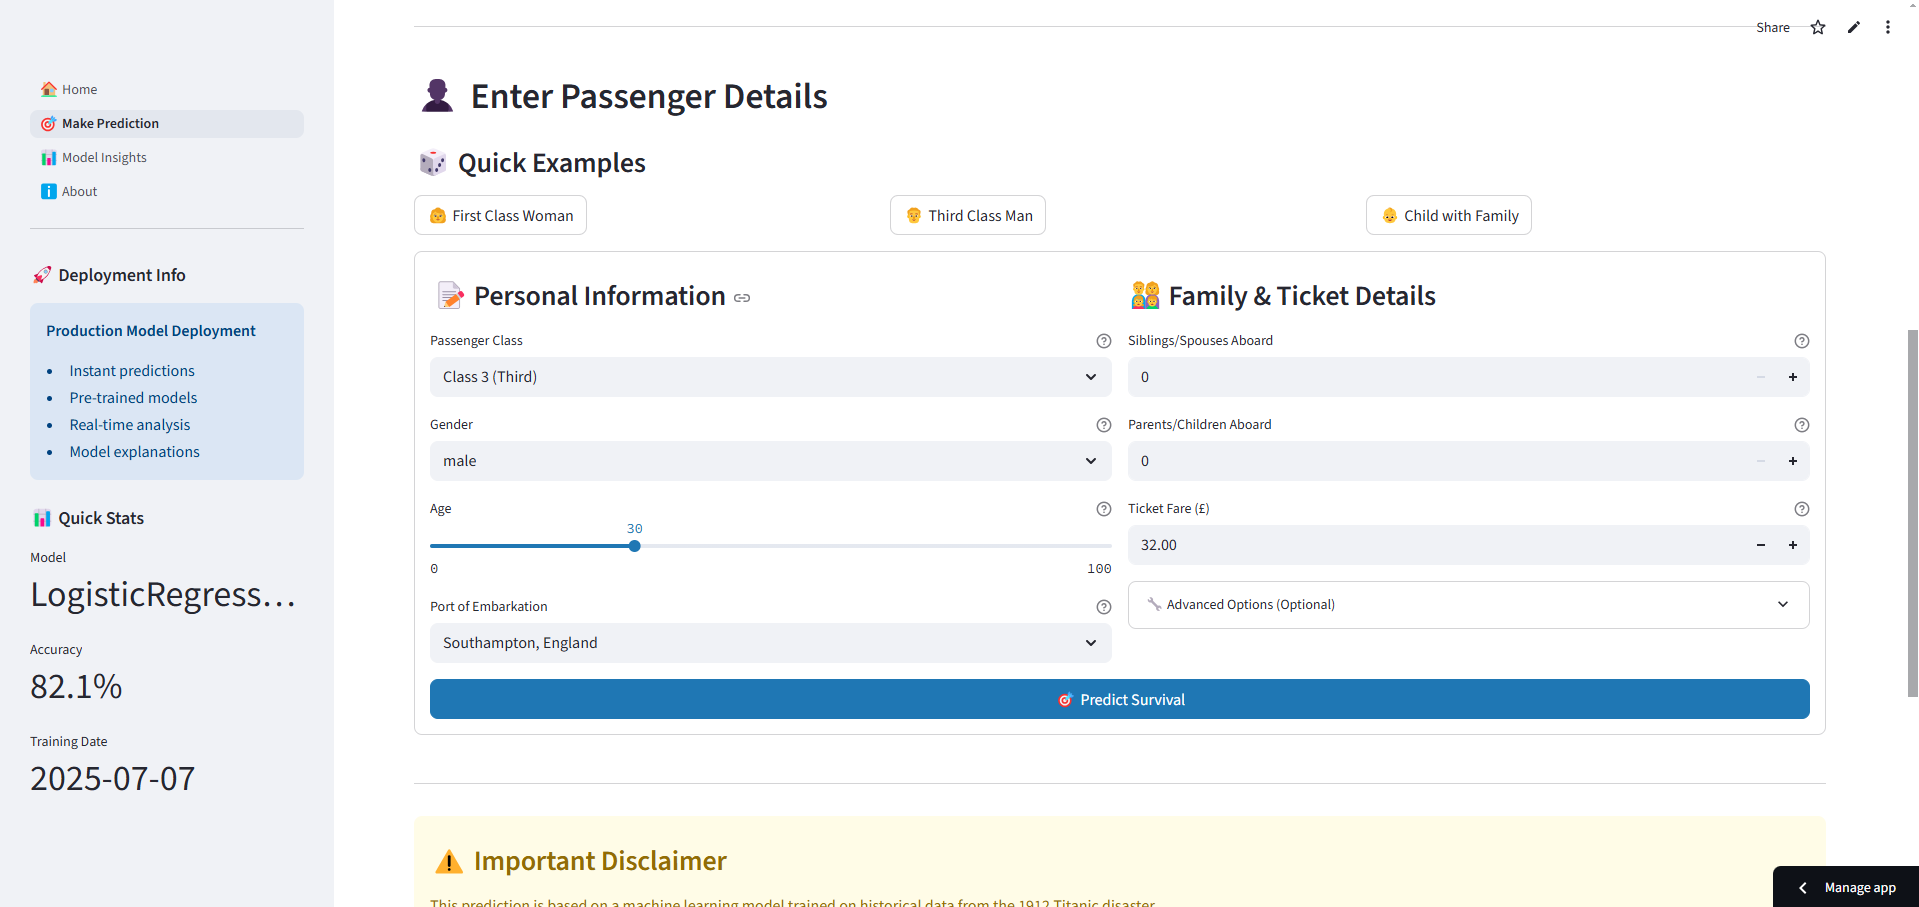 Share
Home
Make Prediction
Model Insights
About
Deployment Info
Production Model Deployment
Instant predictions
Pre-trained models
Real-time analysis
Model explanations
Quick Stats
Model
LogisticRegress...
Accuracy
82.1%
Training Date
2025-07-07
Enter Passenger Details
Quick Examples
First Class Woman
Third Class Man
Child with Family
Personal Information
Passenger Class
Class 3 (Third)
Gender
male
Age
30
0
100
Port of Embarkation
Southampton, England
Family & Ticket Details
Siblings/Spouses Aboard
0
Parents/Children Aboard
0
Ticket Fare (£)
32.00
Advanced Options (Optional)
Predict Survival
Important Disclaimer
This prediction is based on a machine learning model trained on historical data from the 1912 Titanic disaster.
Manage app